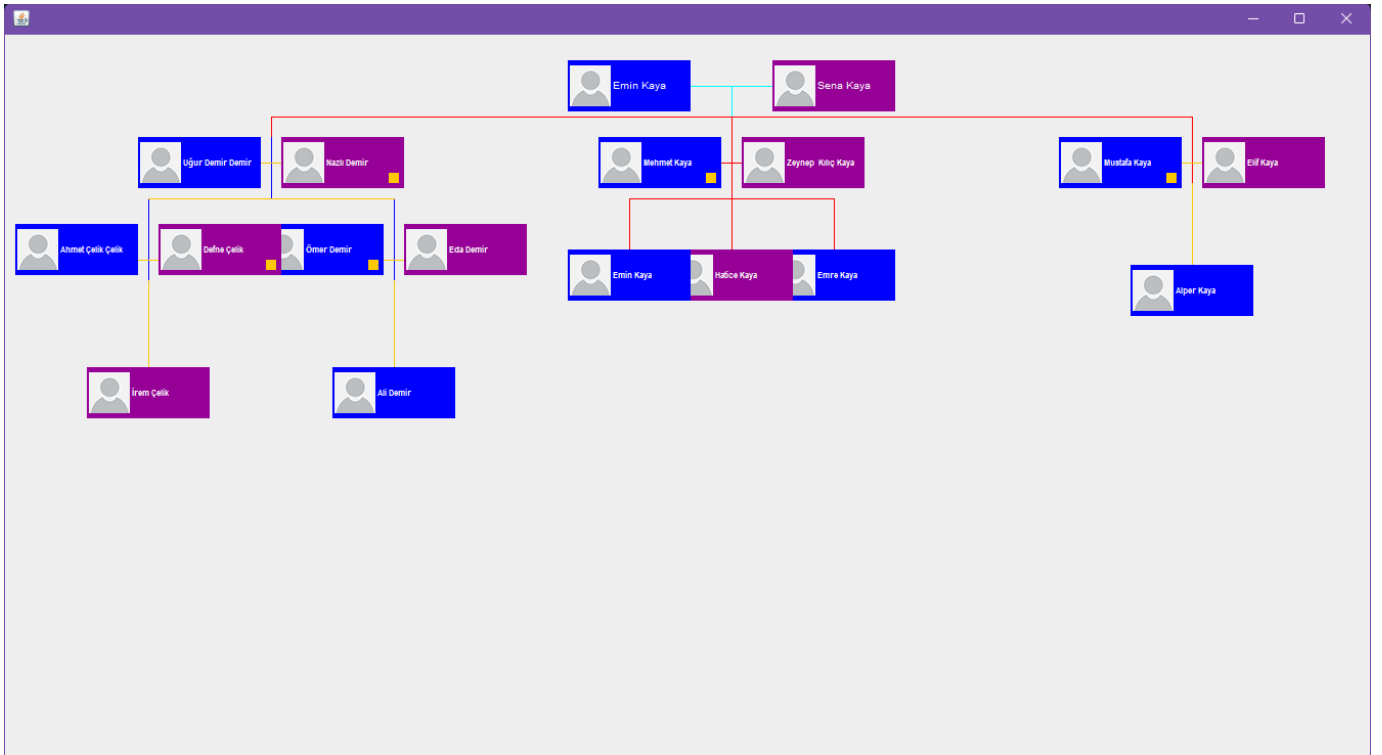 Emin Kaya
Sena Kaya
Uğur Demir Demir
Nazlı Demir
Mehmet Kaya
Zeynep Kılıç Kaya
Mustafa Kaya
Elif Kaya
Ahmet Çelik Çelik
Defne Çelik
Ömer Demir
Eda Demir
Emin Kaya
Hatice Kaya
Emre Kaya
Alper Kaya
İrem Çelik
Ali Demir